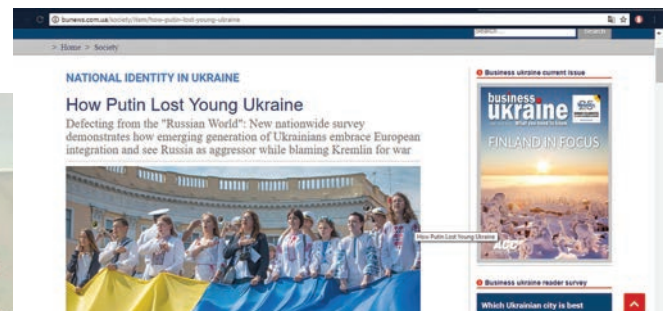 bunews.com.ua/society/item/how-putin-lost-young-ukraine
Search ...
Search
> Home > Society
NATIONAL IDENTITY IN UKRAINE
How Putin Lost Young Ukraine
Defecting from the "Russian World": New nationwide survey
demonstrates how emerging generation of Ukrainians embrace European
integration and see Russia as aggressor while blaming Kremlin for war
How Putin Lost Young Ukraine
Business ukraine current issue
business
ukraine
FINLAND IN FOCUS
Business ukraine reader survey
Which Ukrainian city is best